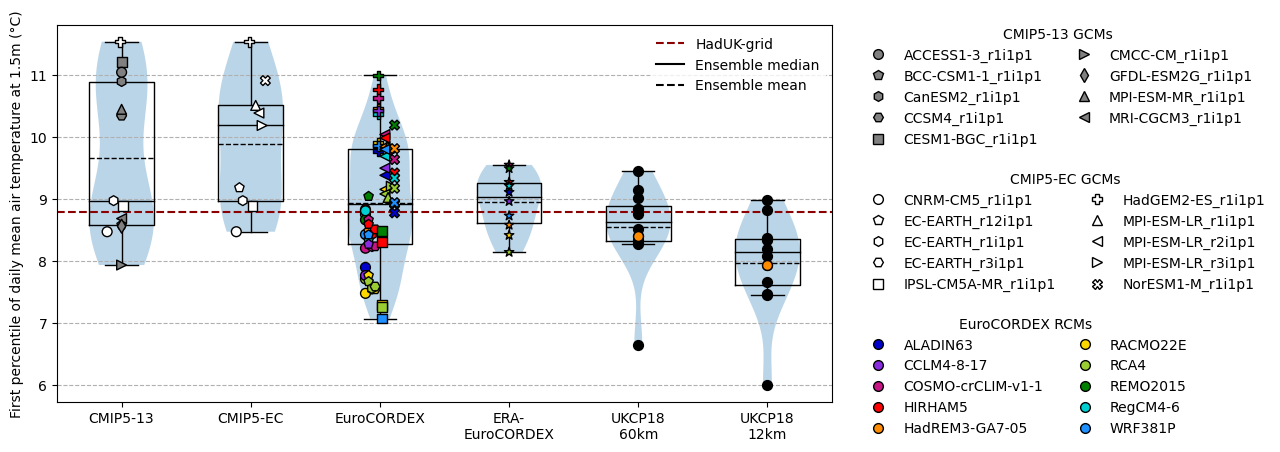 First percentile of daily mean air temperature at 1.5m (°C)
11
10
9
8
7
6
CMIP5-13
CMIP5-EC
EuroCORDEX
ERA-
EuroCORDEX
UKCP18
60km
UKCP18
12km
HadUK-grid
Ensemble median
Ensemble mean
CMIP5-13 GCMs
ACCESS1-3_r1i1p1
BCC-CSM1-1_r1i1p1
CanESM2_r1i1p1
CCSM4_r1i1p1
CESM1-BGC_r1i1p1
CMCC-CM_r1i1p1
GFDL-ESM2G_r1i1p1
MPI-ESM-MR_r1i1p1
MRI-CGCM3_r1i1p1
CMIP5-EC GCMs
CNRM-CM5_r1i1p1
EC-EARTH_r12i1p1
EC-EARTH_r1i1p1
EC-EARTH_r3i1p1
IPSL-CM5A-MR_r1i1p1
HadGEM2-ES_r1i1p1
MPI-ESM-LR_r1i1p1
MPI-ESM-LR_r2i1p1
MPI-ESM-LR_r3i1p1
NorESM1-M_r1i1p1
EuroCORDEX RCMs
ALADIN63
CCLM4-8-17
COSMO-crCLIM-v1-1
HIRHAM5
HadREM3-GA7-05
RACMO22E
RCA4
REMO2015
RegCM4-6
WRF381P